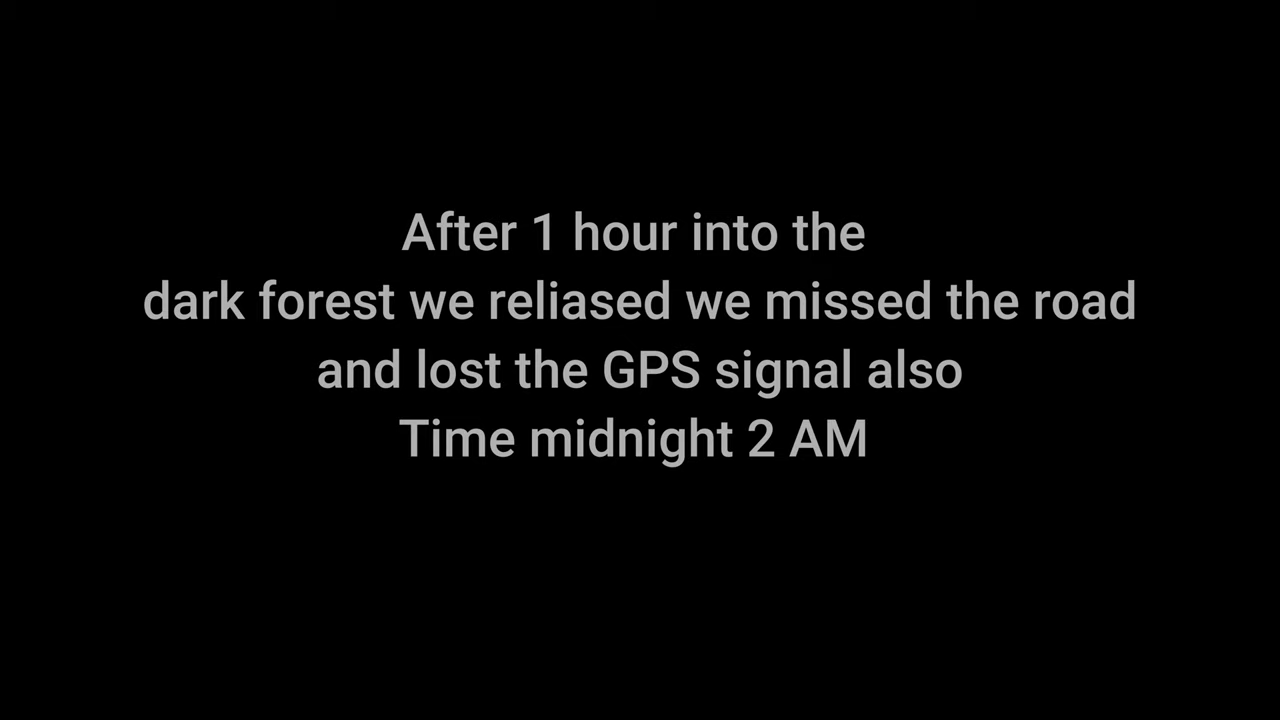 After 1 hour into the
dark forest we reliased we missed the road
and lost the GPS signal also
Time midnight 2 AM